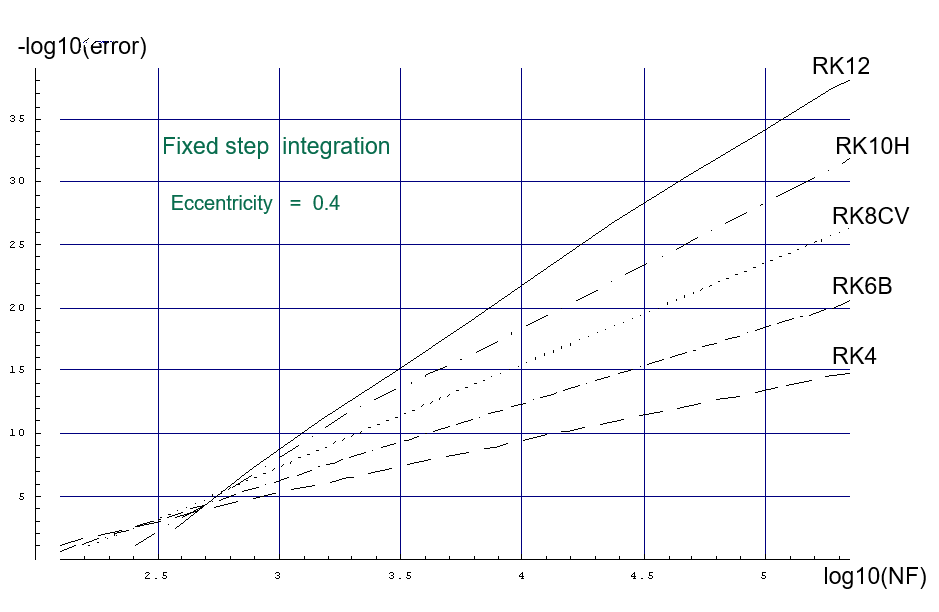 -log10(error)
RK12
35
Fixed step integration
RK10H
30
Eccentricity = 0.4
RK8CV
25
RK6B
20
RK4
15
10
5
2.5 3 3.5 4 4.5 5 log10(NF)